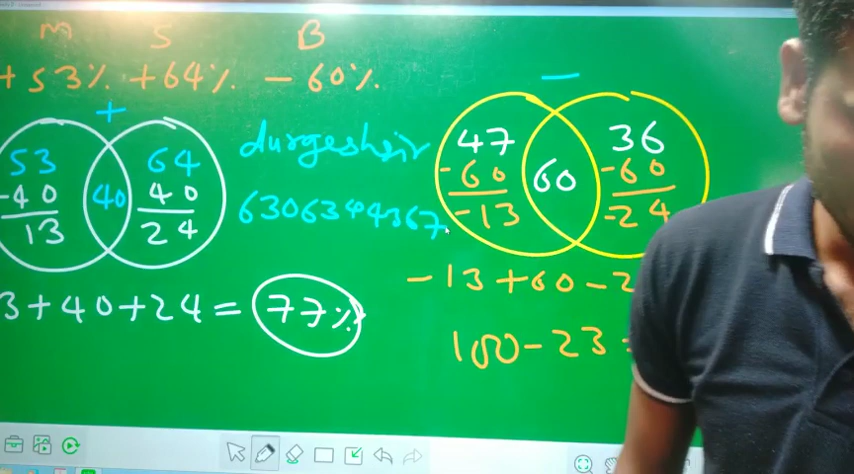 M S B
+53% +64% -60%
+
53 64
-40 40 40
13 24
durgeshsir
6306344367
3+40+24= 77%
-
47 36
-60 60 -60
-13 -24
-13+60-2
100-23=